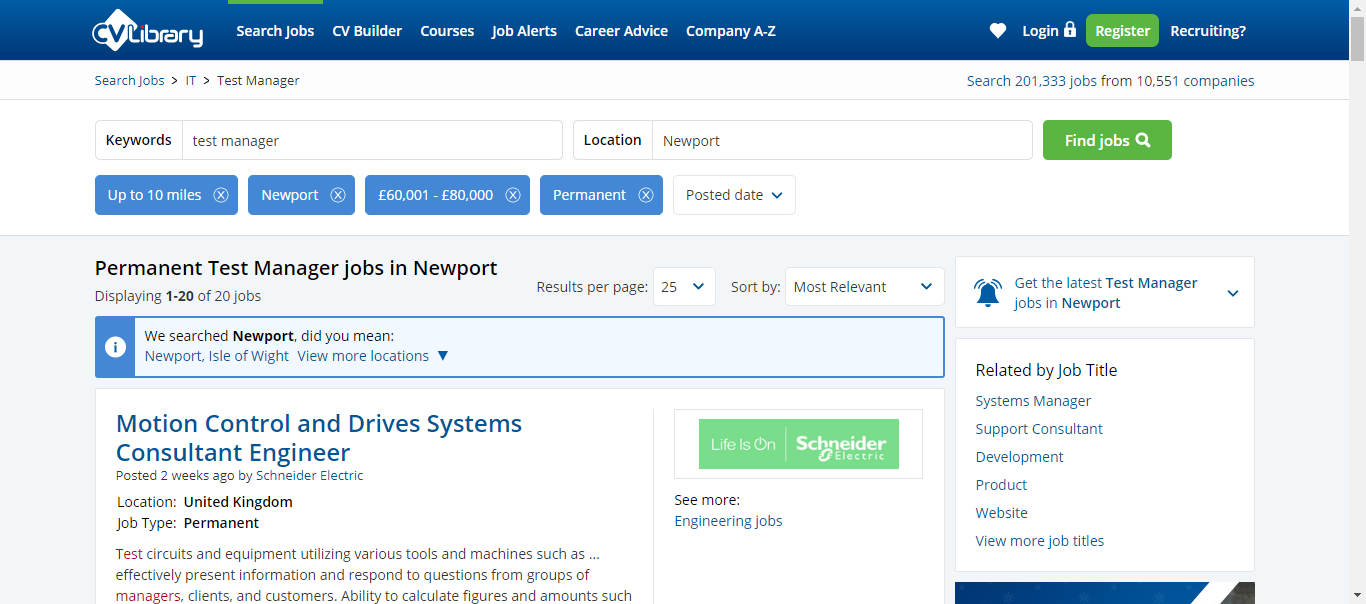 CVLibrary
Search Jobs CV Builder Courses Job Alerts Career Advice Company A-Z Login Register Recruiting?
Search Jobs > IT > Test Manager
Search 201,333 jobs from 10,551 companies
Keywords test manager Location Newport Find jobs
Up to 10 miles Newport £60,001 - £80,000 Permanent Posted date
Permanent Test Manager jobs in Newport
Displaying 1-20 of 20 jobs
Results per page: 25 Sort by: Most Relevant
We searched Newport, did you mean:
Newport, Isle of Wight View more locations ▼
Motion Control and Drives Systems
Consultant Engineer
Posted 2 weeks ago by Schneider Electric
Location: United Kingdom
Job Type: Permanent
Test circuits and equipment utilizing various tools and machines such as ...
effectively present information and respond to questions from groups of
managers, clients, and customers. Ability to calculate figures and amounts such
Life Is On Schneider
Electric
See more:
Engineering jobs
Get the latest Test Manager
jobs in Newport
Related by Job Title
Systems Manager
Support Consultant
Development
Product
Website
View more job titles